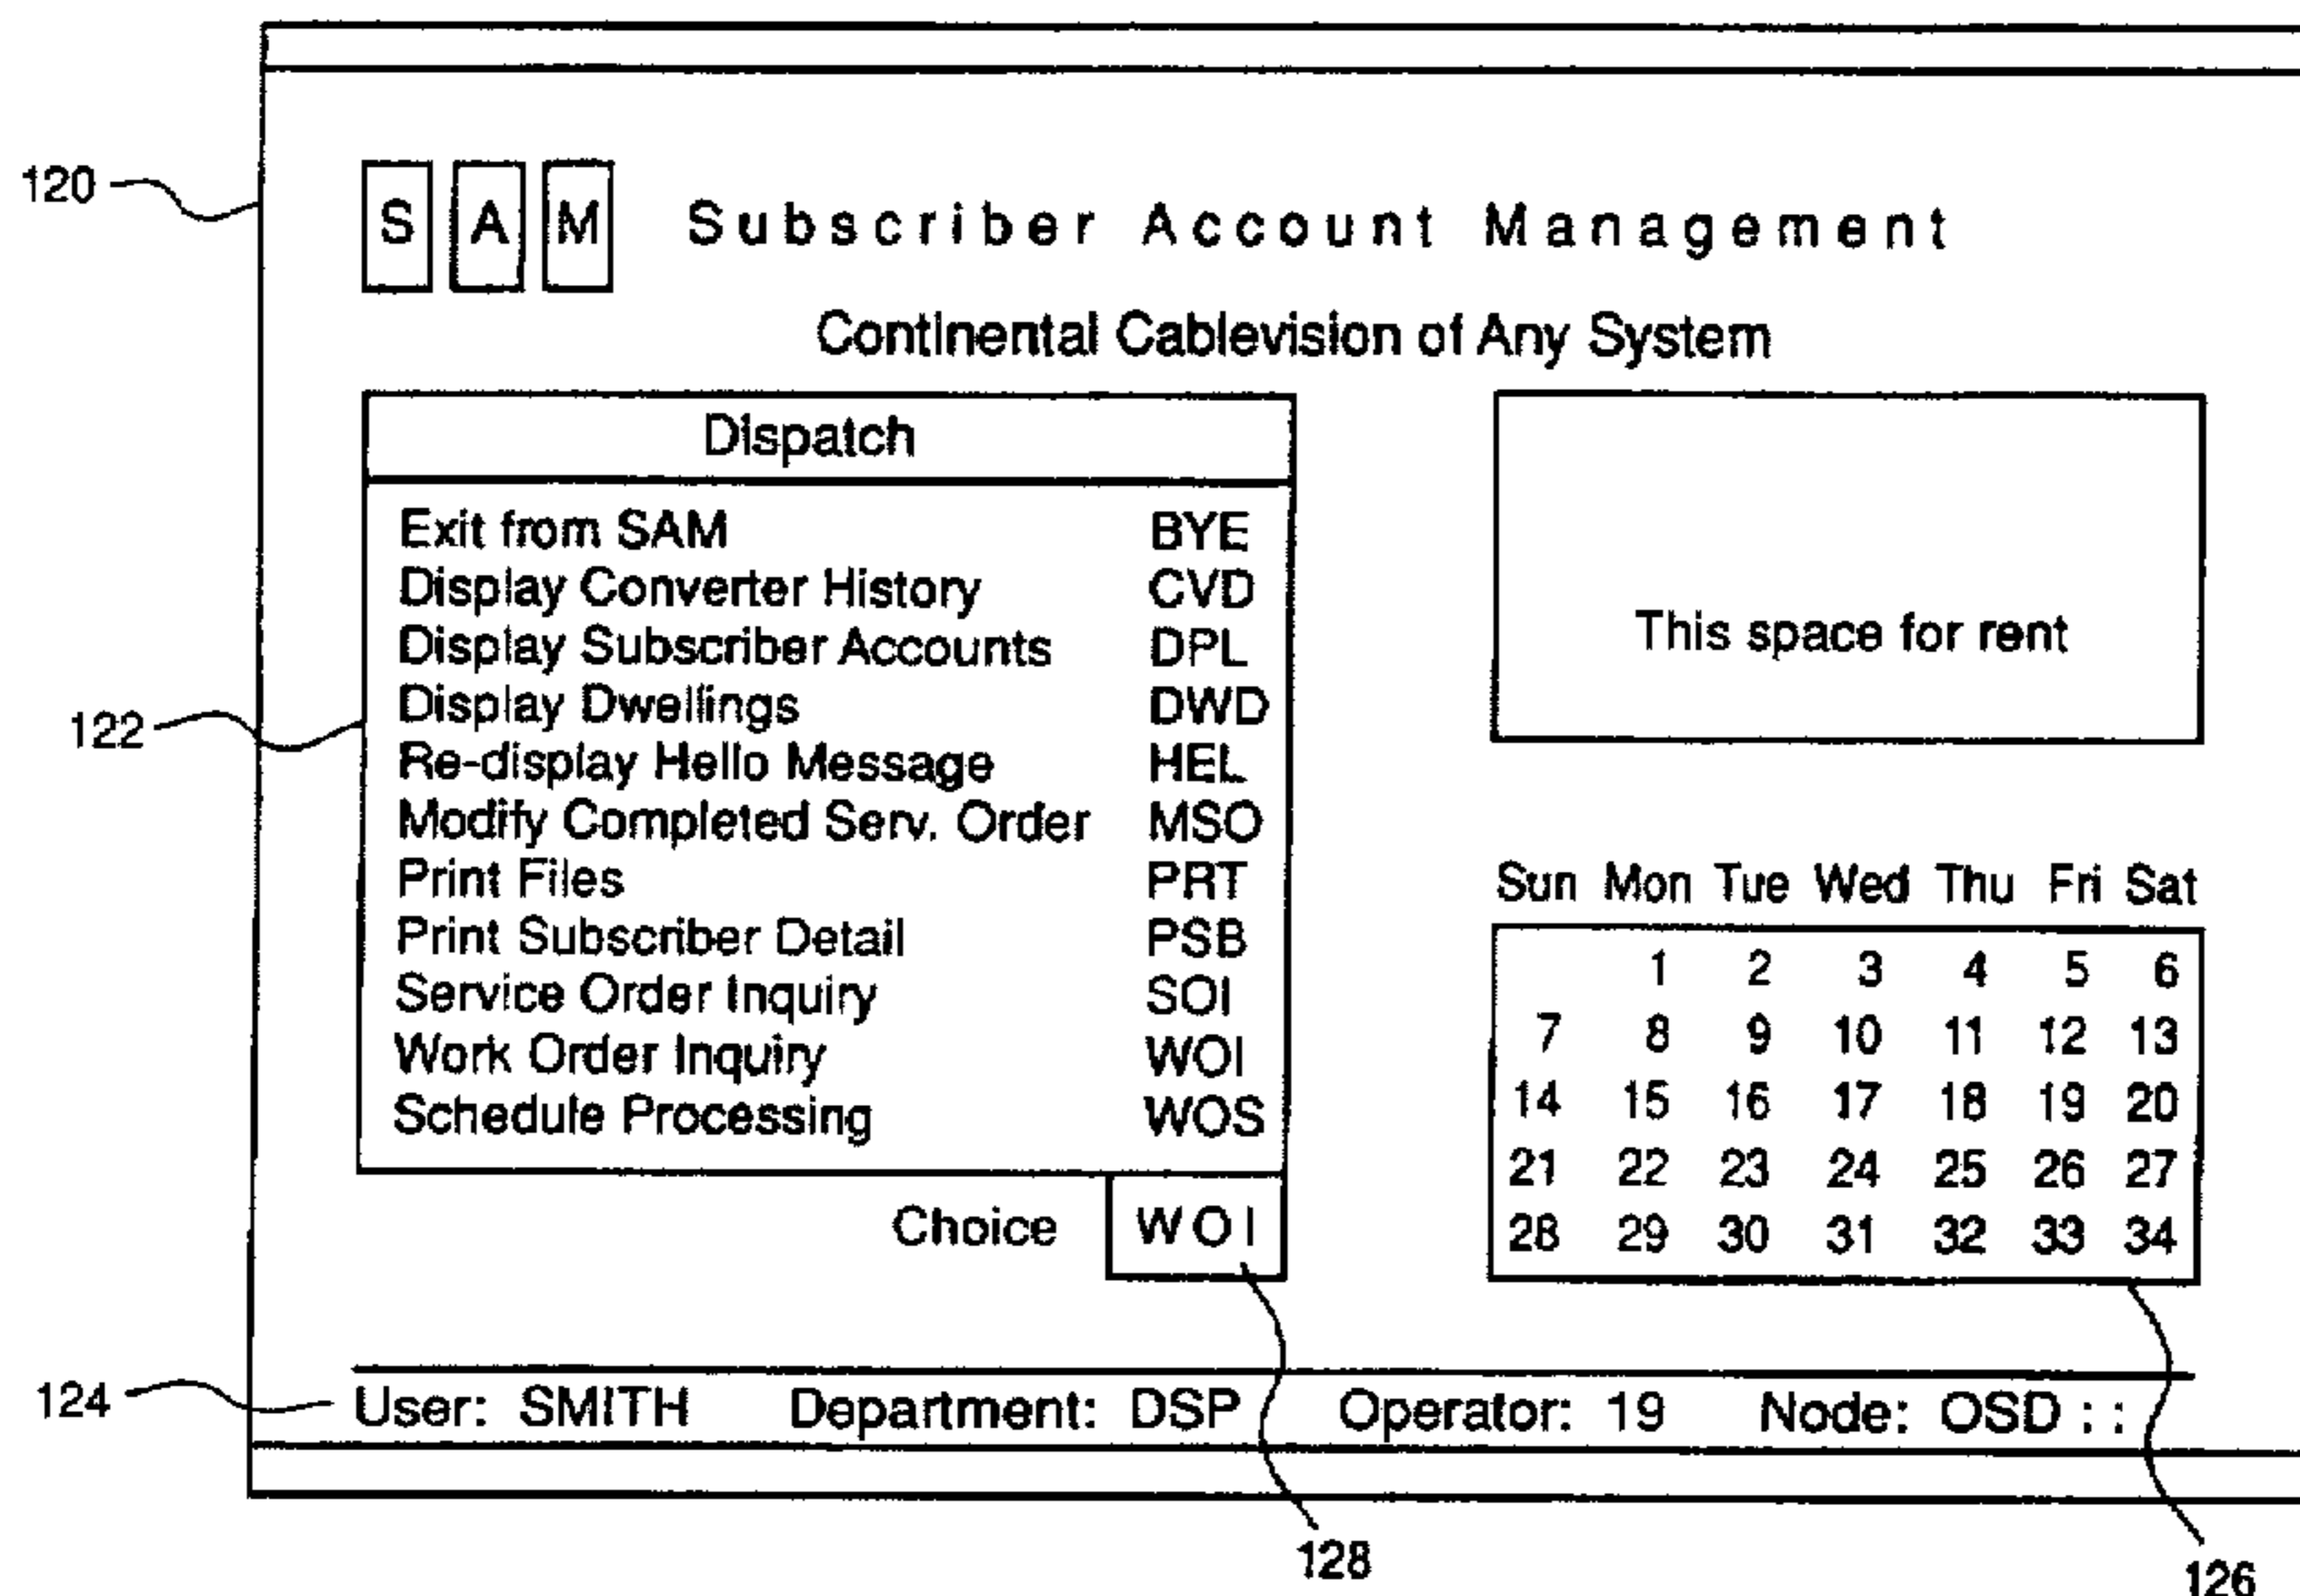 120
S A M Subscriber Account Management
Continental Cablevision of Any System
Dispatch
Exit from SAM BYE
Display Converter History CVD
Display Subscriber Accounts DPL
Display Dwellings DWD
Re-display Hello Message HEL
Modify Completed Serv. Order MSO
Print Files PRT
Print Subscriber Detail PSB
Service Order Inquiry SOI
Work Order Inquiry WOI
Schedule Processing WOS
122
Choice WOI
This space for rent
Sun Mon Tue Wed Thu Fri Sat
1 2 3 4 5 6
7 8 9 10 11 12 13
14 15 16 17 18 19 20
21 22 23 24 25 26 27
28 29 30 31 32 33 34
124 User: SMITH Department: DSP Operator: 19 Node: OSD : :
128
126